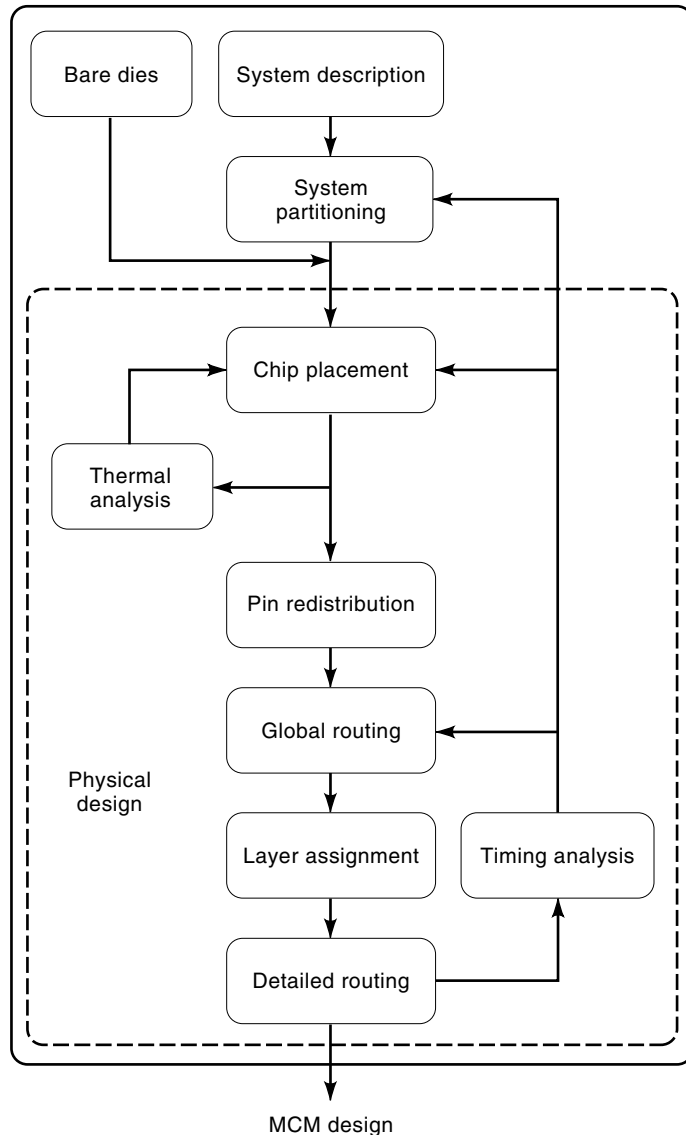 Bare dies
System description
System
partitioning
Chip placement
Thermal
analysis
Pin redistribution
Global routing
Physical
design
Layer assignment
Timing analysis
Detailed routing
MCM design